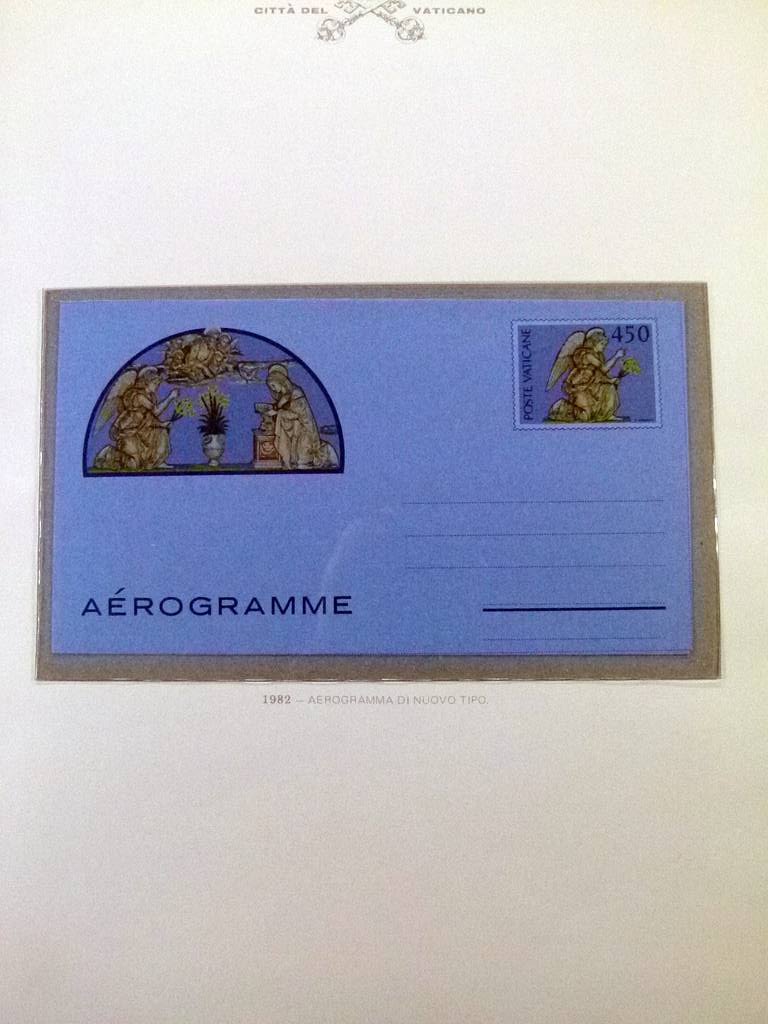 CITTÀ DEL VATICANO
POSTE VATICANE
450
AÉROGRAMME
1982 – AEROGRAMMA DI NUOVO TIPO.